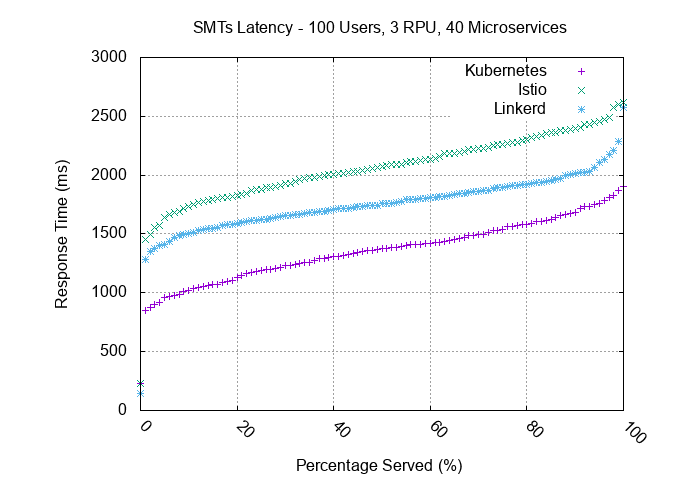 SMTs Latency - 100 Users, 3 RPU, 40 Microservices
3000
2500
2000
1500
1000
500
0
Response Time (ms)
Kubernetes
Istio
Linkerd
0
20
40
60
80
100
Percentage Served (%)